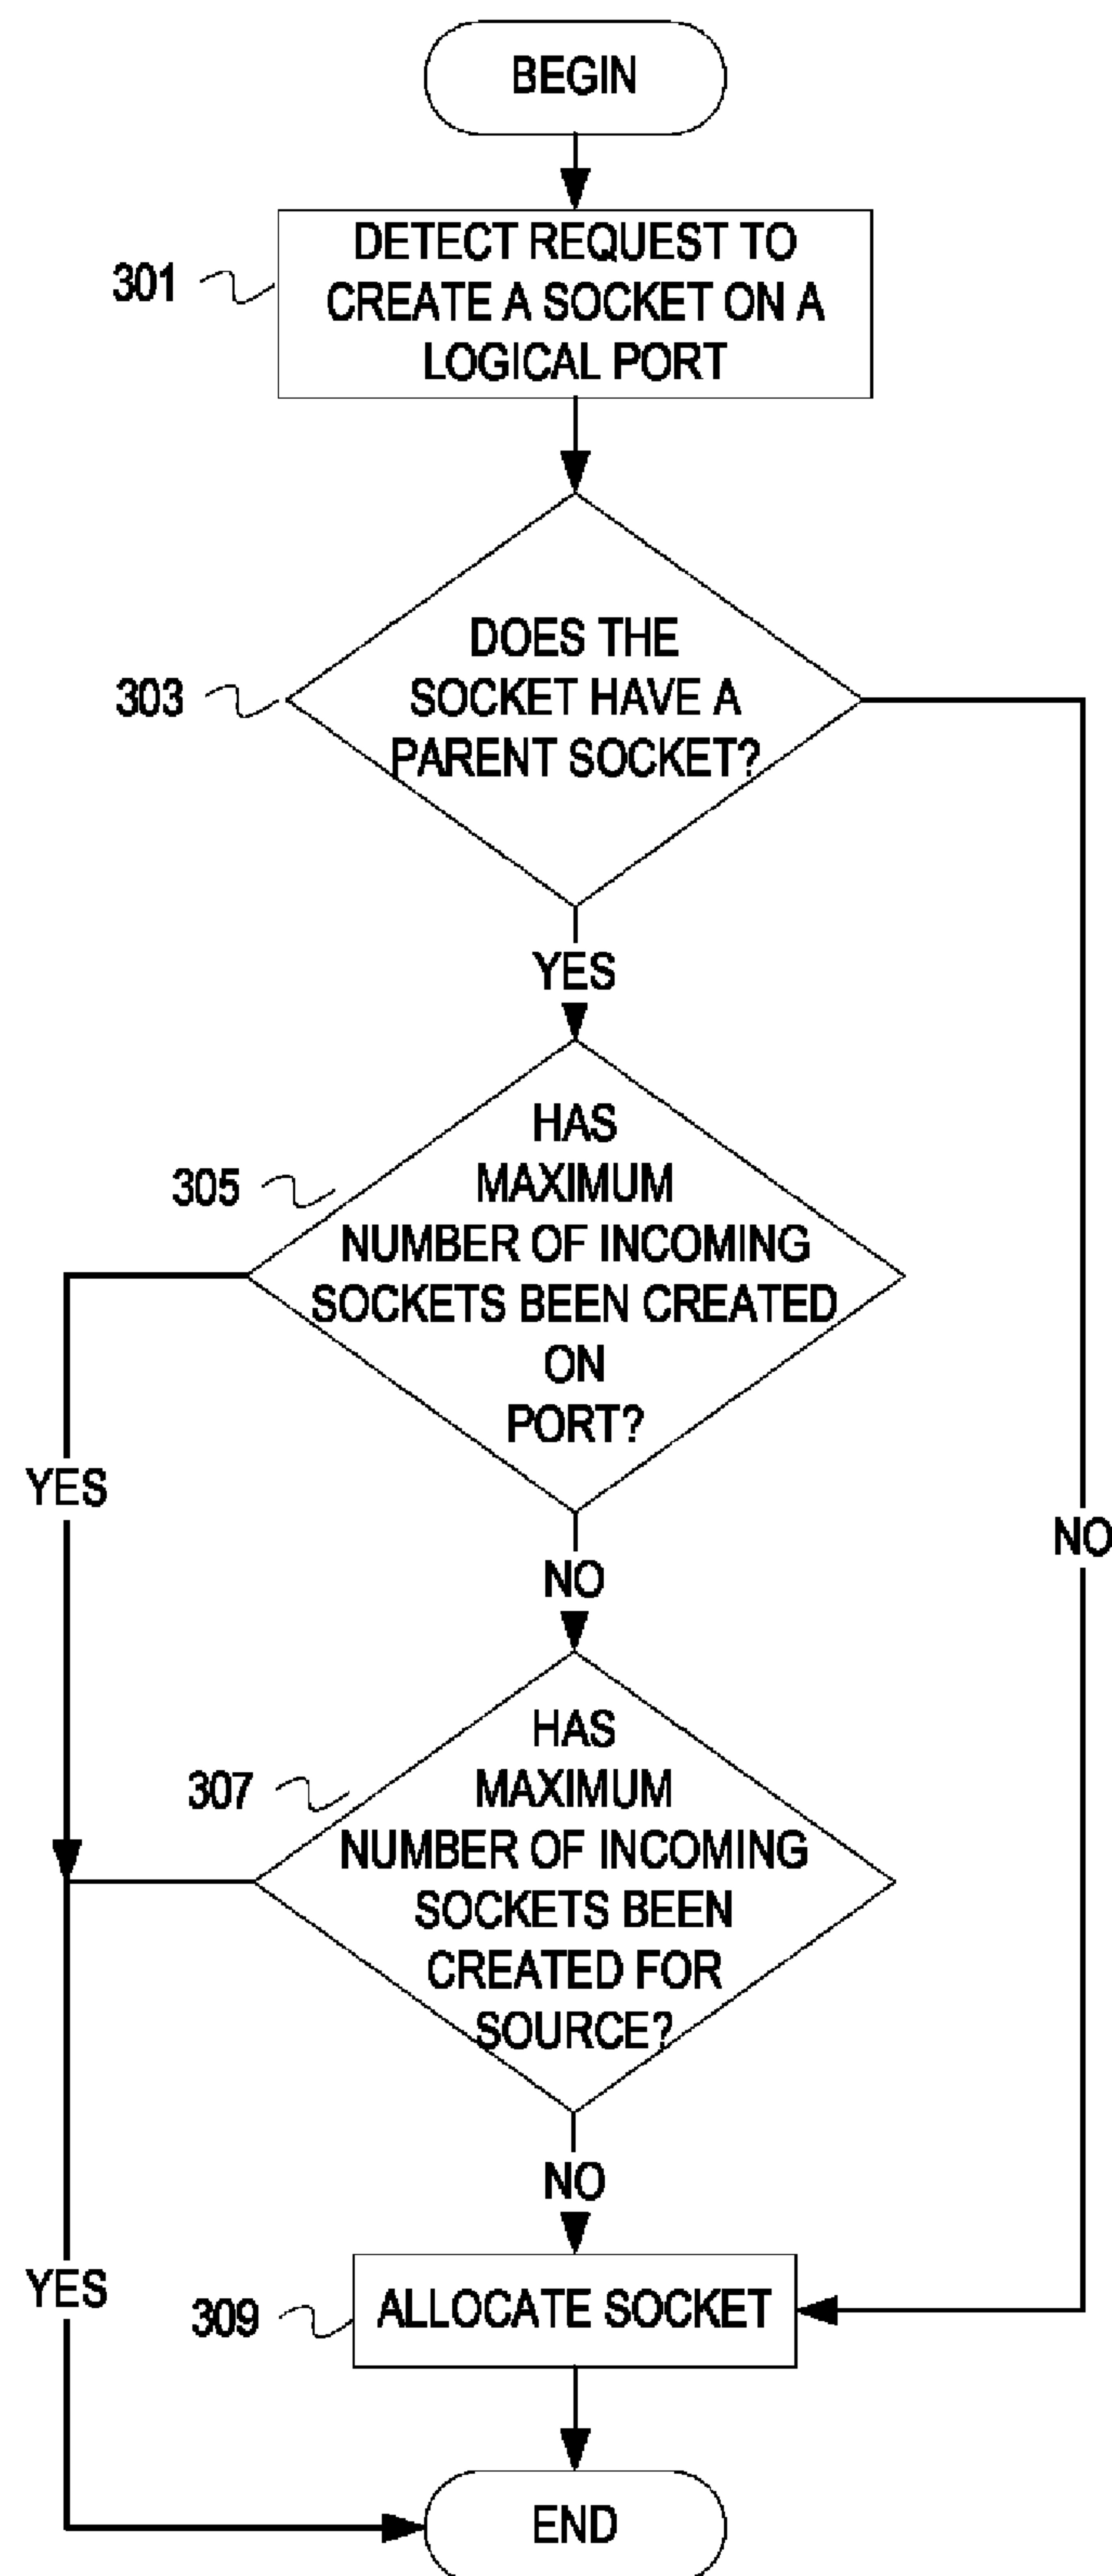 BEGIN
301
DETECT REQUEST TO
CREATE A SOCKET ON A
LOGICAL PORT
303
DOES THE
SOCKET HAVE A
PARENT SOCKET?
YES
305
HAS
MAXIMUM
NUMBER OF INCOMING
SOCKETS BEEN CREATED
ON
PORT?
YES
NO
NO
307
HAS
MAXIMUM
NUMBER OF INCOMING
SOCKETS BEEN
CREATED FOR
SOURCE?
NO
YES
309
ALLOCATE SOCKET
END